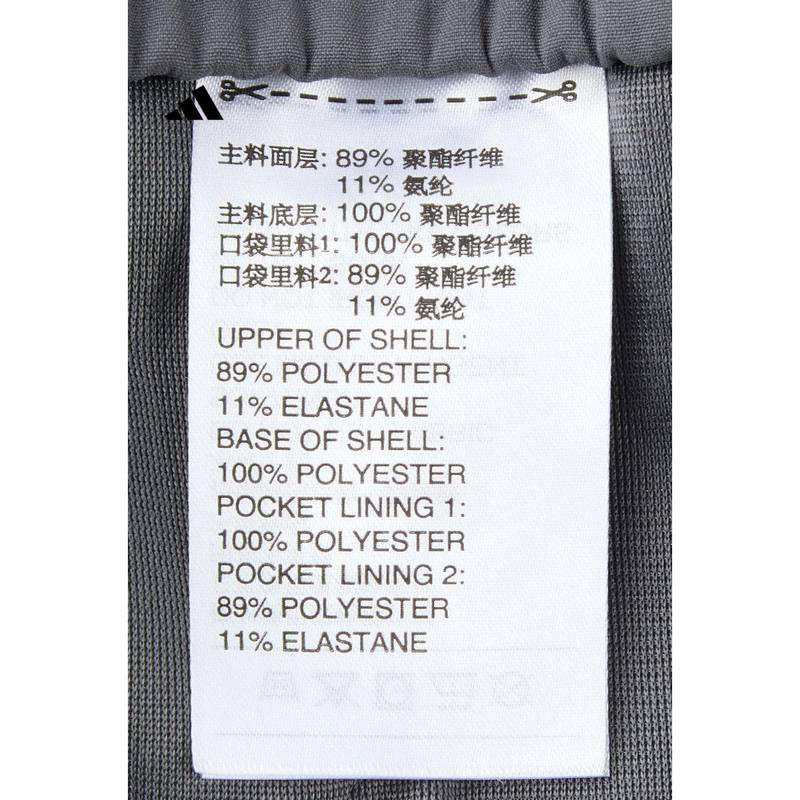 主料面层: 89% 聚酯纤维
11% 氨纶
主料底层: 100% 聚酯纤维
口袋里料1: 100% 聚酯纤维
口袋里料2: 89% 聚酯纤维
11% 氨纶
UPPER OF SHELL:
89% POLYESTER
11% ELASTANE
BASE OF SHELL:
100% POLYESTER
POCKET LINING 1:
100% POLYESTER
POCKET LINING 2:
89% POLYESTER
11% ELASTANE